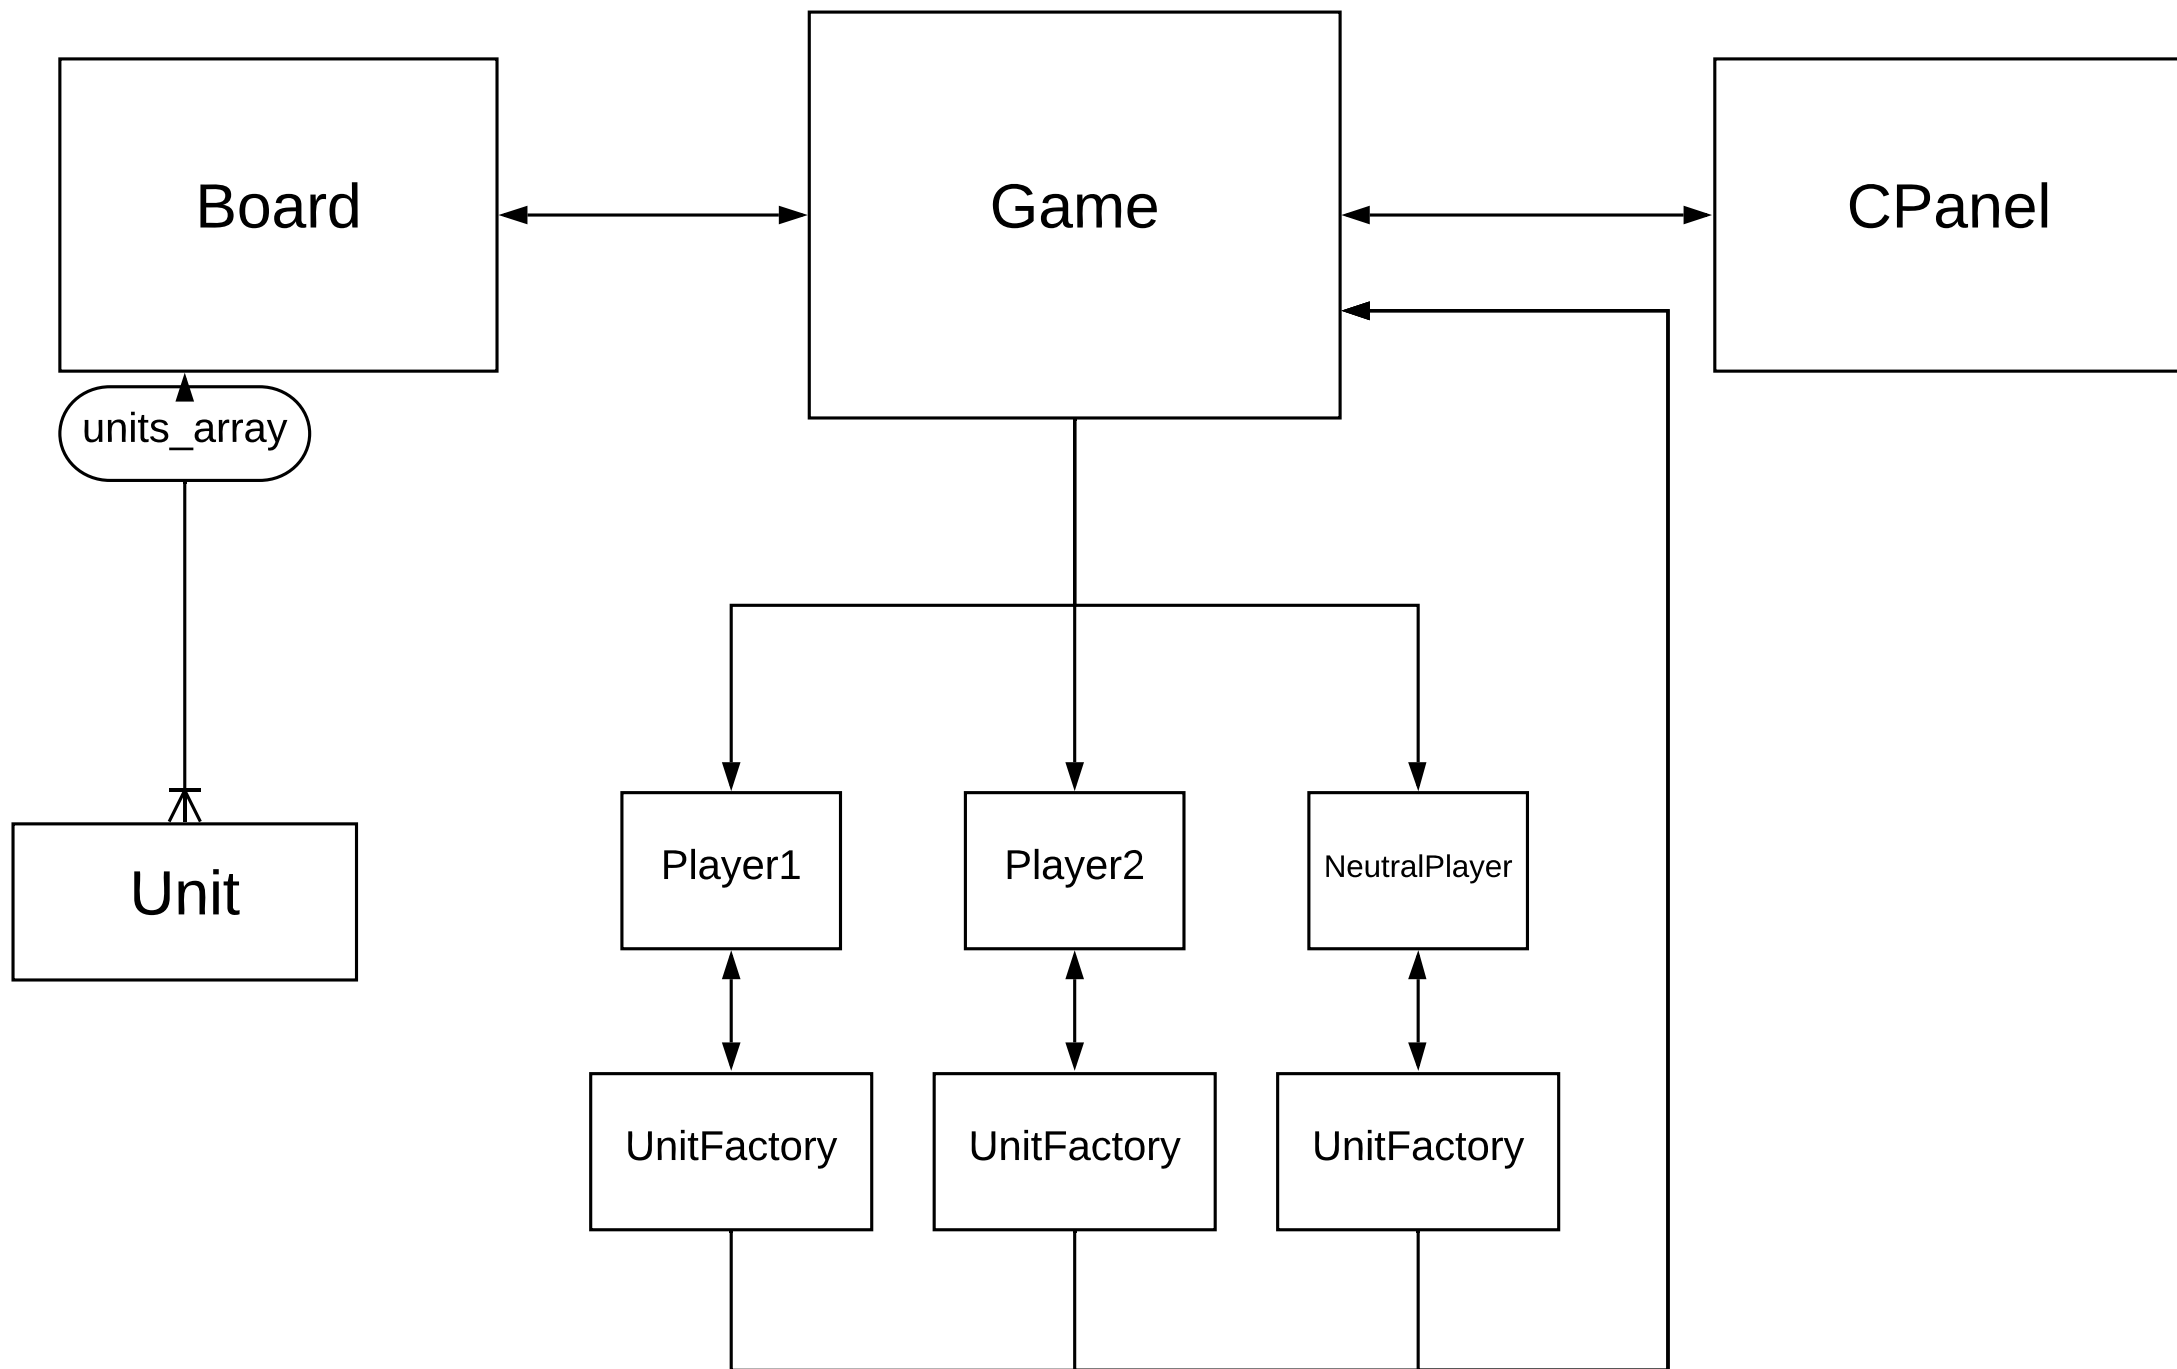 Board
Game
CPanel
units_array
Unit
Player1
Player2
NeutralPlayer
UnitFactory
UnitFactory
UnitFactory